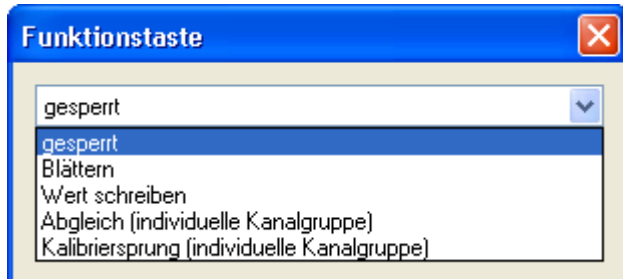 Funktionstaste
gesperrt
gesperrt
Blättern
Wert schreiben
Abgleich (individuelle Kanalgruppe)
Kalibriersprung (individuelle Kanalgruppe)